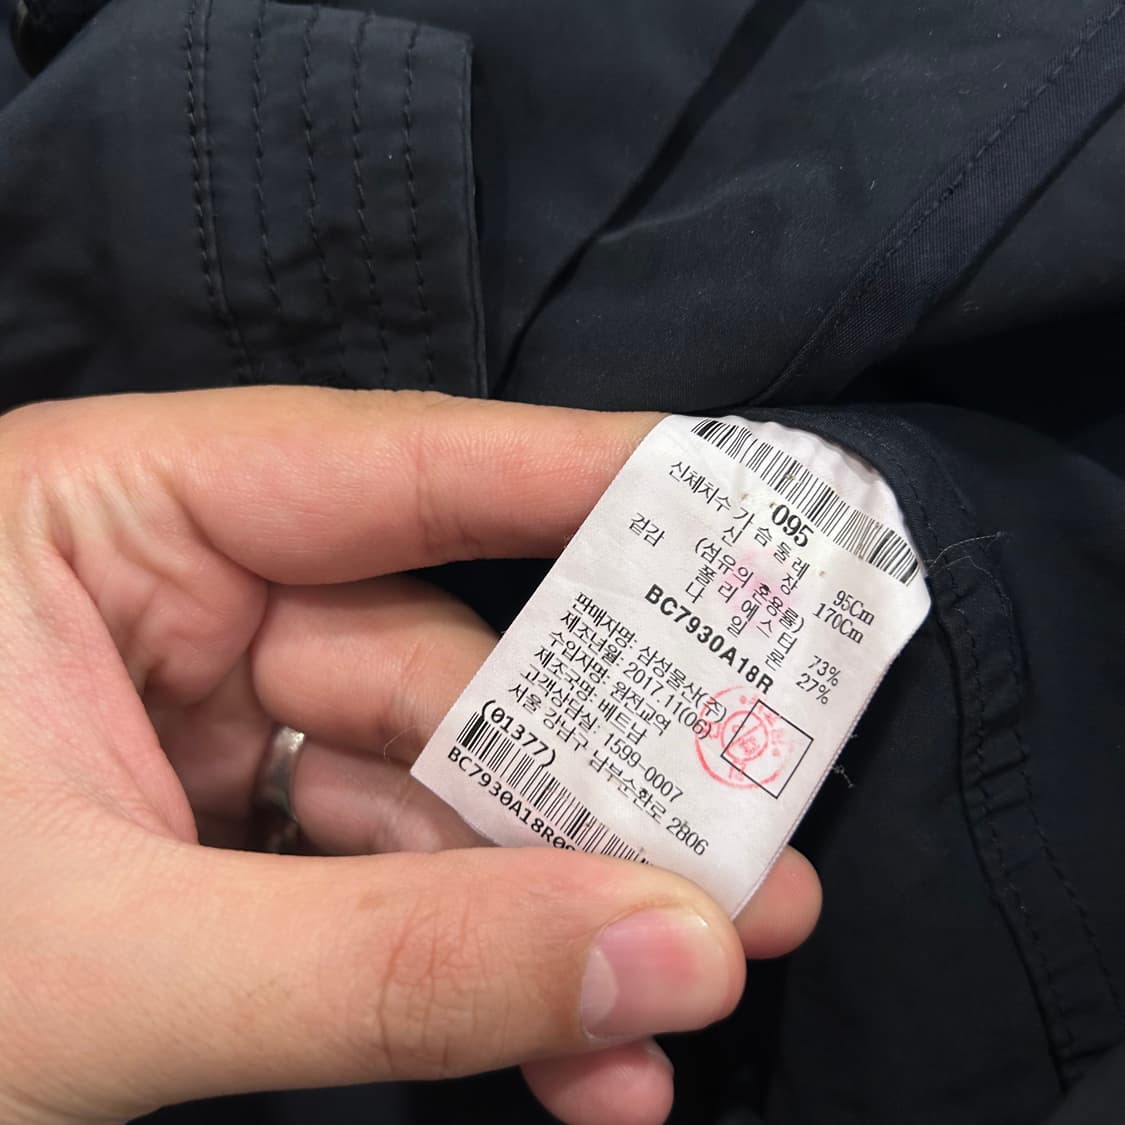 095
신체치수 가슴둘레 95Cm
신 장 170Cm
겉감 (섬유의 혼용률)
폴리에스터 73%
나 일 론 27%
BC7930A18R
판매자명: 삼성물산(주)
제조년월: 2017.11(06)
수입자명: 원저교역
제조국명: 베트남
고객상담실: 1599-0007
서울 강남구 남부순환로 2806
(01377)
BC7930A18R